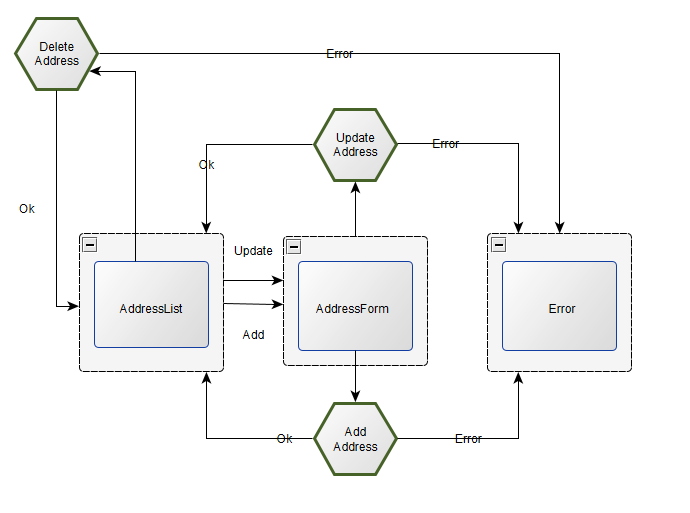 Delete
Address
Error
Update
Address
Error
Ok
Ok
Update
AddressList
AddressForm
Error
Add
Add
Address
Ok
Error